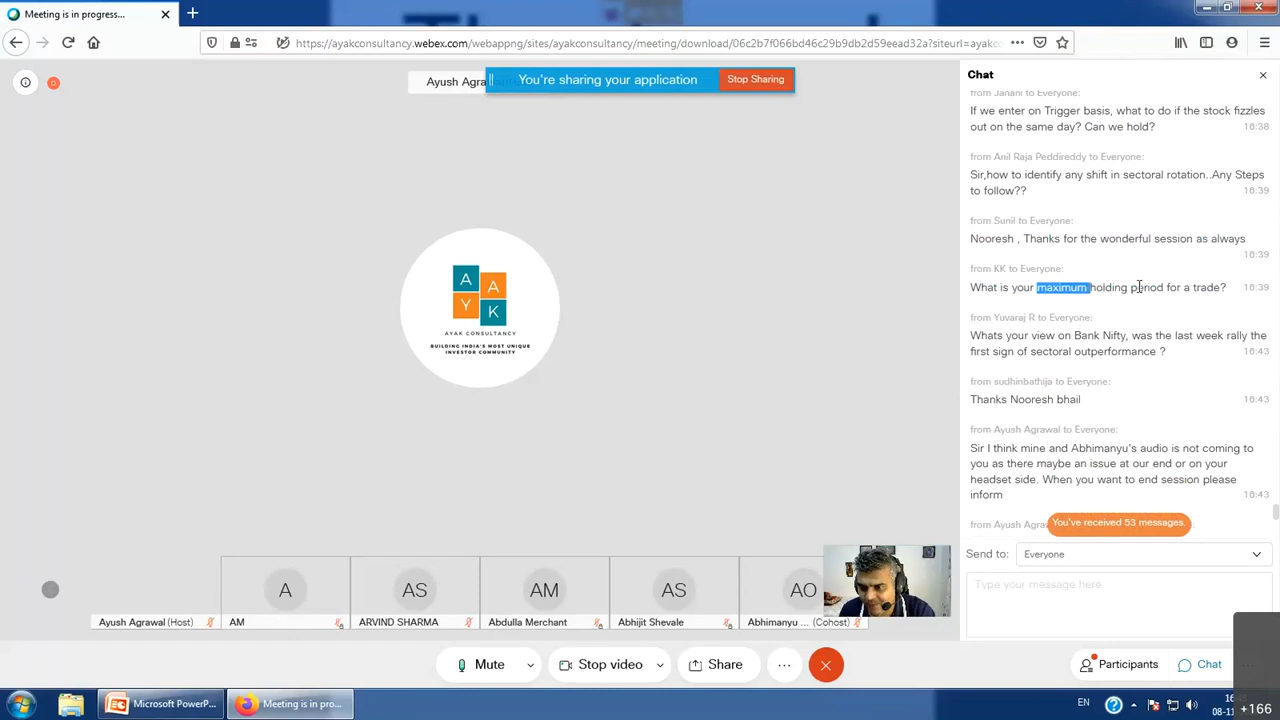 Meeting is in progress...
https://ayakconsultancy.webex.com/webappng/sites/ayakconsultancy/meeting/download/06c2b7f066bd46c29b9db2d59eead32a?siteurl=ayakc
Ayush Agra
You're sharing your application
Stop Sharing
A
A
Y
K
AYAK CONSULTANCY
BUILDING INDIA'S MOST UNIQUE
INVESTOR COMMUNITY
A
AS
AM
AS
AO
Ayush Agrawal (Host)
AM
ARVIND SHARMA
Abdulla Merchant
Abhijit Shevale
Abhimanyu ... (Cohost)
Mute
Stop video
Share
Participants
Chat
Chat
from Janani to Everyone:
If we enter on Trigger basis, what to do if the stock fizzles
out on the same day? Can we hold?
16:38
from Anil Raja Peddireddy to Everyone:
Sir,how to identify any shift in sectoral rotation..Any Steps
to follow??
16:39
from Sunil to Everyone:
Nooresh , Thanks for the wonderful session as always
16:39
from KK to Everyone:
What is your maximum holding period for a trade?
16:39
from Yuvaraj R to Everyone:
Whats your view on Bank Nifty, was the last week rally the
first sign of sectoral outperformance ?
16:43
from sudhinbathija to Everyone:
Thanks Nooresh bhail
16:43
from Ayush Agrawal to Everyone:
Sir I think mine and Abhimanyu's audio is not coming to
you as there maybe an issue at our end or on your
headset side. When you want to end session please
inform
16:43
from Ayush Agra
You've received 53 messages.
Send to:
Everyone
Type your message here
Microsoft PowerP...
Meeting is in pro...
EN
08-11
+166